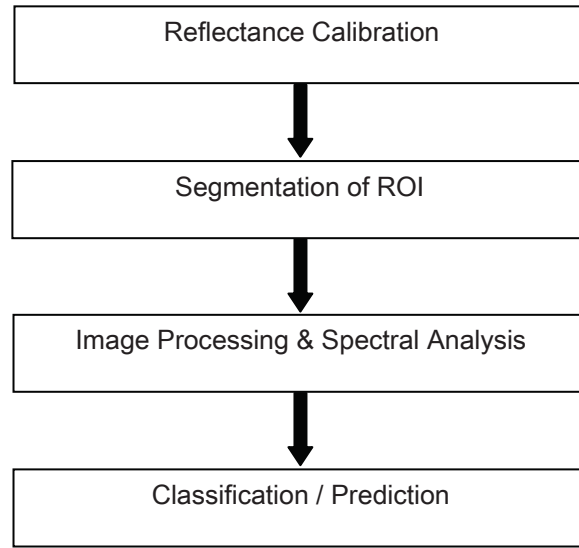 Reflectance Calibration
Segmentation of ROI
Image Processing & Spectral Analysis
Classification / Prediction